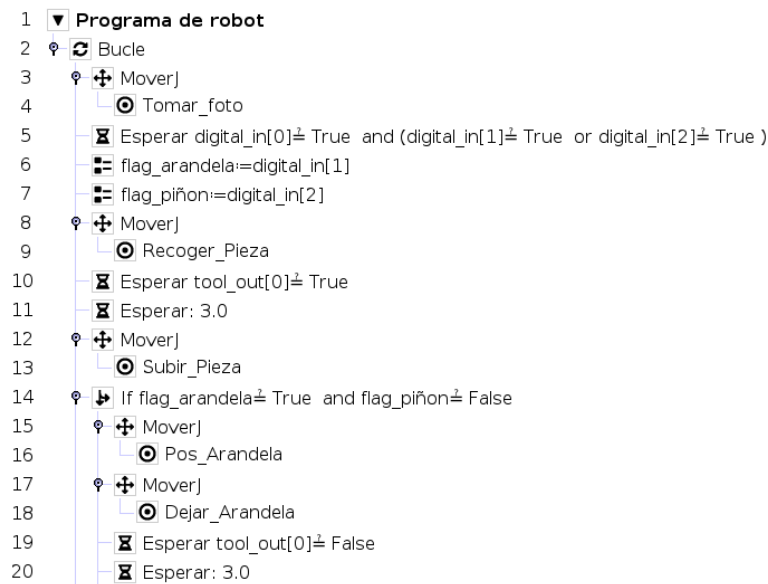 1 ▼ Programa de robot
2 Bucle
3 MoverJ
4 Tomar_foto
5 Esperar digital_in[0]≟ True and (digital_in[1]≟ True or digital_in[2]≟ True )
6 flag_arandela≔digital_in[1]
7 flag_piñon≔digital_in[2]
8 MoverJ
9 Recoger_Pieza
10 Esperar tool_out[0]≟ True
11 Esperar: 3.0
12 MoverJ
13 Subir_Pieza
14 If flag_arandela≟ True and flag_piñon≟ False
15 MoverJ
16 Pos_Arandela
17 MoverJ
18 Dejar_Arandela
19 Esperar tool_out[0]≟ False
20 Esperar: 3.0